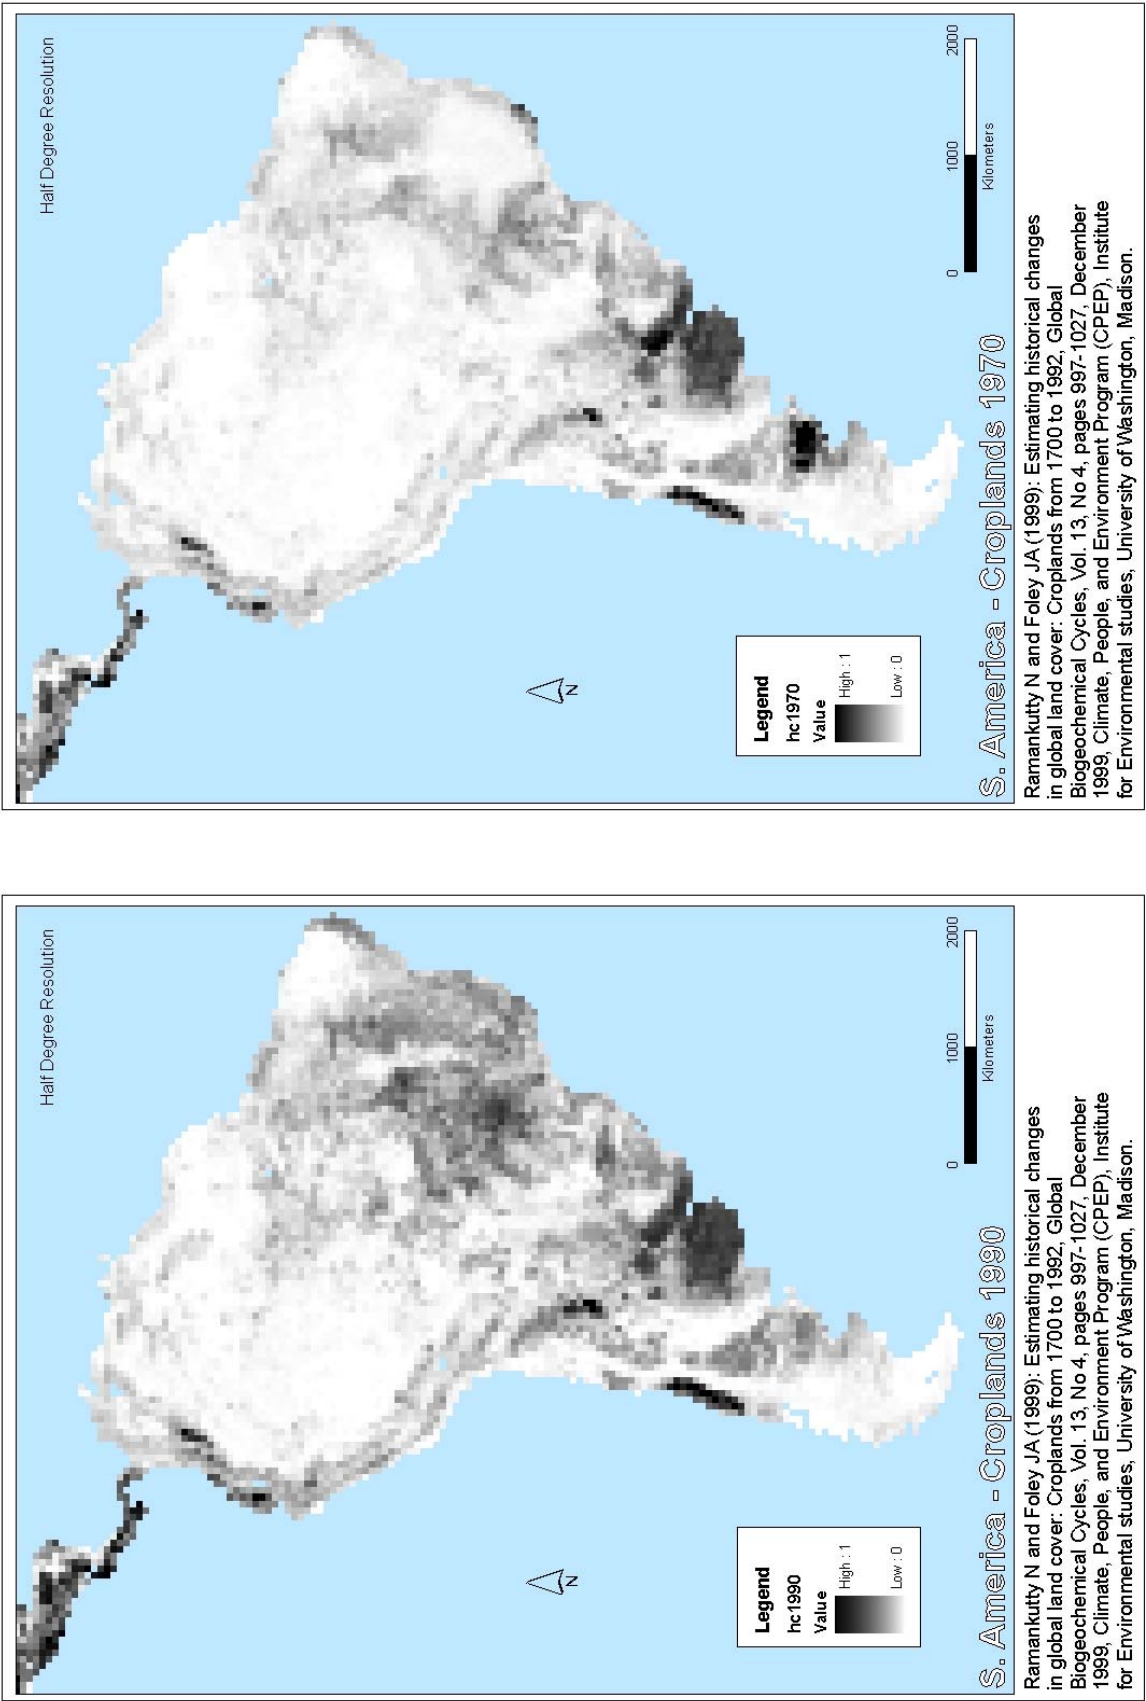 Half Degree Resolution
Legend
hc1970
Value
High : 1
Low : 0
N
0 1000 2000
Kilometers
S. America - Croplands 1970
Ramankutty N and Foley JA (1999): Estimating historical changes
in global land cover: Croplands from 1700 to 1992, Global
Biogeochemical Cycles, Vol. 13, No 4, pages 997-1027, December
1999, Climate, People, and Environment Program (CPEP), Institute
for Environmental studies, University of Washington, Madison.
Half Degree Resolution
Legend
hc1990
Value
High : 1
Low : 0
N
0 1000 2000
Kilometers
S. America - Croplands 1990
Ramankutty N and Foley JA (1999): Estimating historical changes
in global land cover: Croplands from 1700 to 1992, Global
Biogeochemical Cycles, Vol. 13, No 4, pages 997-1027, December
1999, Climate, People, and Environment Program (CPEP), Institute
for Environmental studies, University of Washington, Madison.